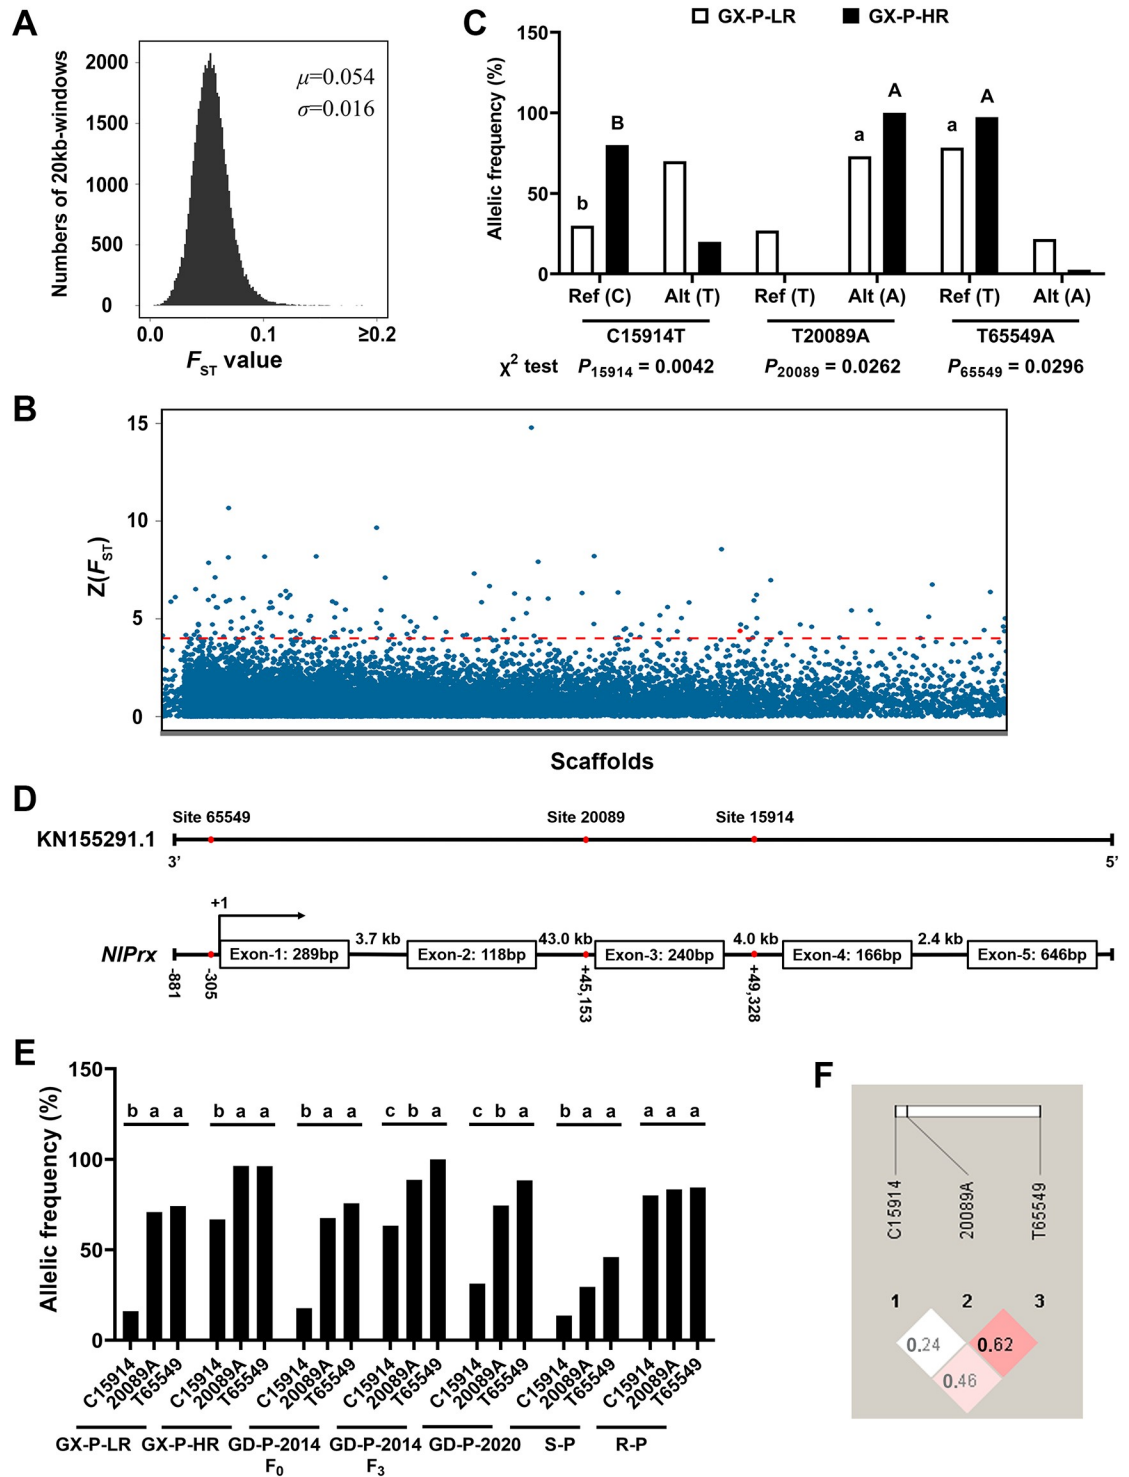 A
Numbers of 20kb-windows
2000
1500
1000
500
0
μ=0.054
σ=0.016
0.0
0.1
≥0.2
FST value
C
GX-P-LR
GX-P-HR
Allelic frequency (%)
150
100
50
0
b
B
a
A
a
A
Ref (C)
Alt (T)
Ref (T)
Alt (A)
Ref (T)
Alt (A)
C15914T
T20089A
T65549A
χ2 test
P15914 = 0.0042
P20089 = 0.0262
P65549 = 0.0296
B
Z(FST)
15
10
5
0
Scaffolds
D
Site 65549
Site 20089
Site 15914
KN155291.1
3’
5’
+1
NlPrx
Exon-1: 289bp
3.7 kb
Exon-2: 118bp
43.0 kb
Exon-3: 240bp
4.0 kb
Exon-4: 166bp
2.4 kb
Exon-5: 646bp
-881
-305
+45,153
+49,328
E
Allelic frequency (%)
150
100
50
0
b a a
b a a
b a a
c b a
c b a
b a a
a a a
C15914
20089A
T65549
C15914
20089A
T65549
C15914
20089A
T65549
C15914
20089A
T65549
C15914
20089A
T65549
C15914
20089A
T65549
C15914
20089A
T65549
GX-P-LR
GX-P-HR
GD-P-2014
F0
GD-P-2014
F3
GD-P-2020
S-P
R-P
F
C15914
20089A
T65549
1
2
3
0.24
0.62
0.46